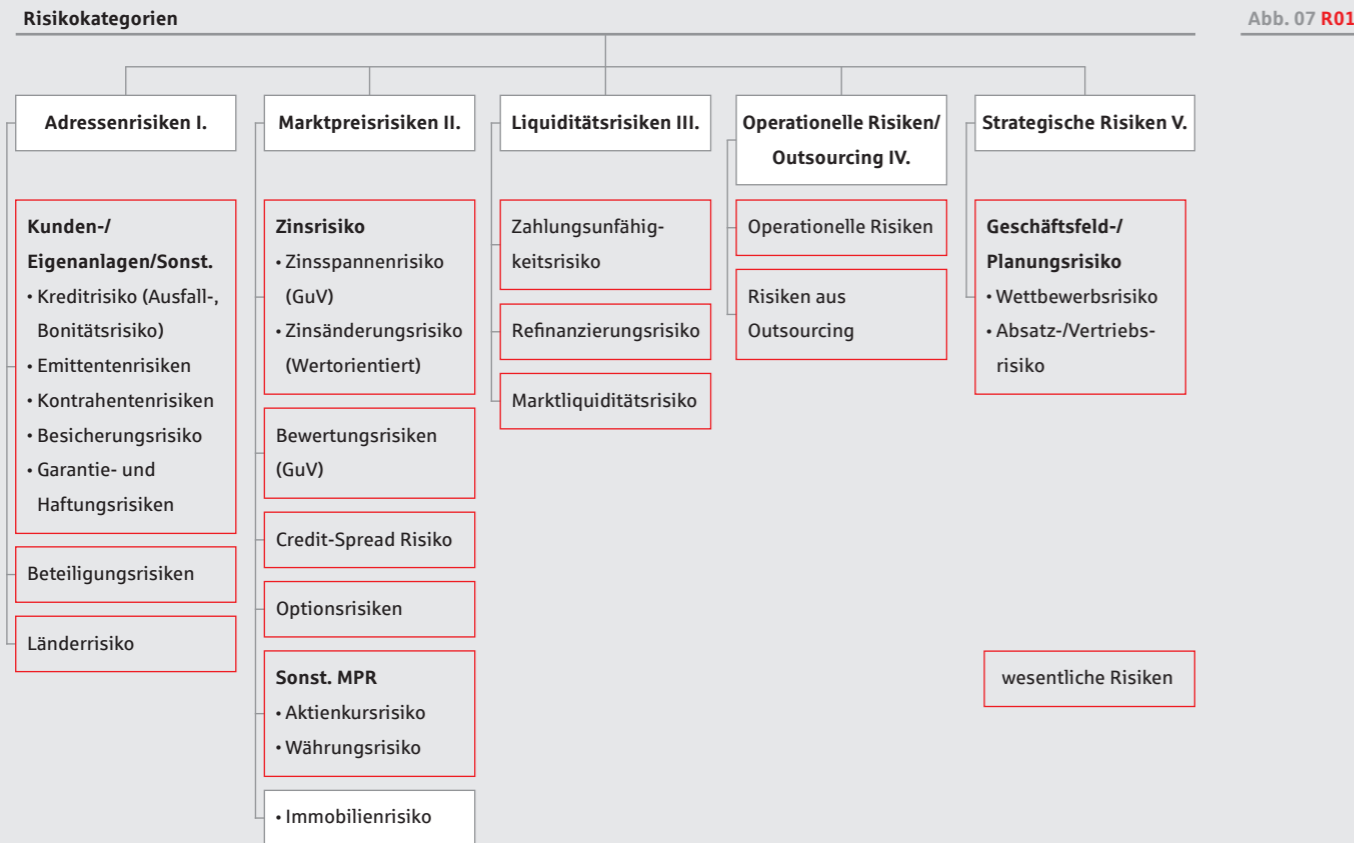 Risikokategorien
Abb. 07 R01
Adressenrisiken I.
Kunden-/
Eigenanlagen/Sonst.
• Kreditrisiko (Ausfall-,
Bonitätsrisiko)
• Emittentenrisiken
• Kontrahentenrisiken
• Besicherungsrisiko
• Garantie- und
Haftungsrisiken
Beteiligungsrisiken
Länderrisiko
Marktpreisrisiken II.
Zinsrisiko
• Zinsspannenrisiko
(GuV)
• Zinsänderungsrisiko
(Wertorientiert)
Bewertungsrisiken
(GuV)
Credit-Spread Risiko
Optionsrisiken
Sonst. MPR
• Aktienkursrisiko
• Währungsrisiko
• Immobilienrisiko
Liquiditätsrisiken III.
Zahlungsunfähig-
keitsrisiko
Refinanzierungsrisiko
Marktliquiditätsrisiko
Operationelle Risiken/
Outsourcing IV.
Operationelle Risiken
Risiken aus
Outsourcing
Strategische Risiken V.
Geschäftsfeld-/
Planungsrisiko
• Wettbewerbsrisiko
• Absatz-/Vertriebs-
risiko
wesentliche Risiken